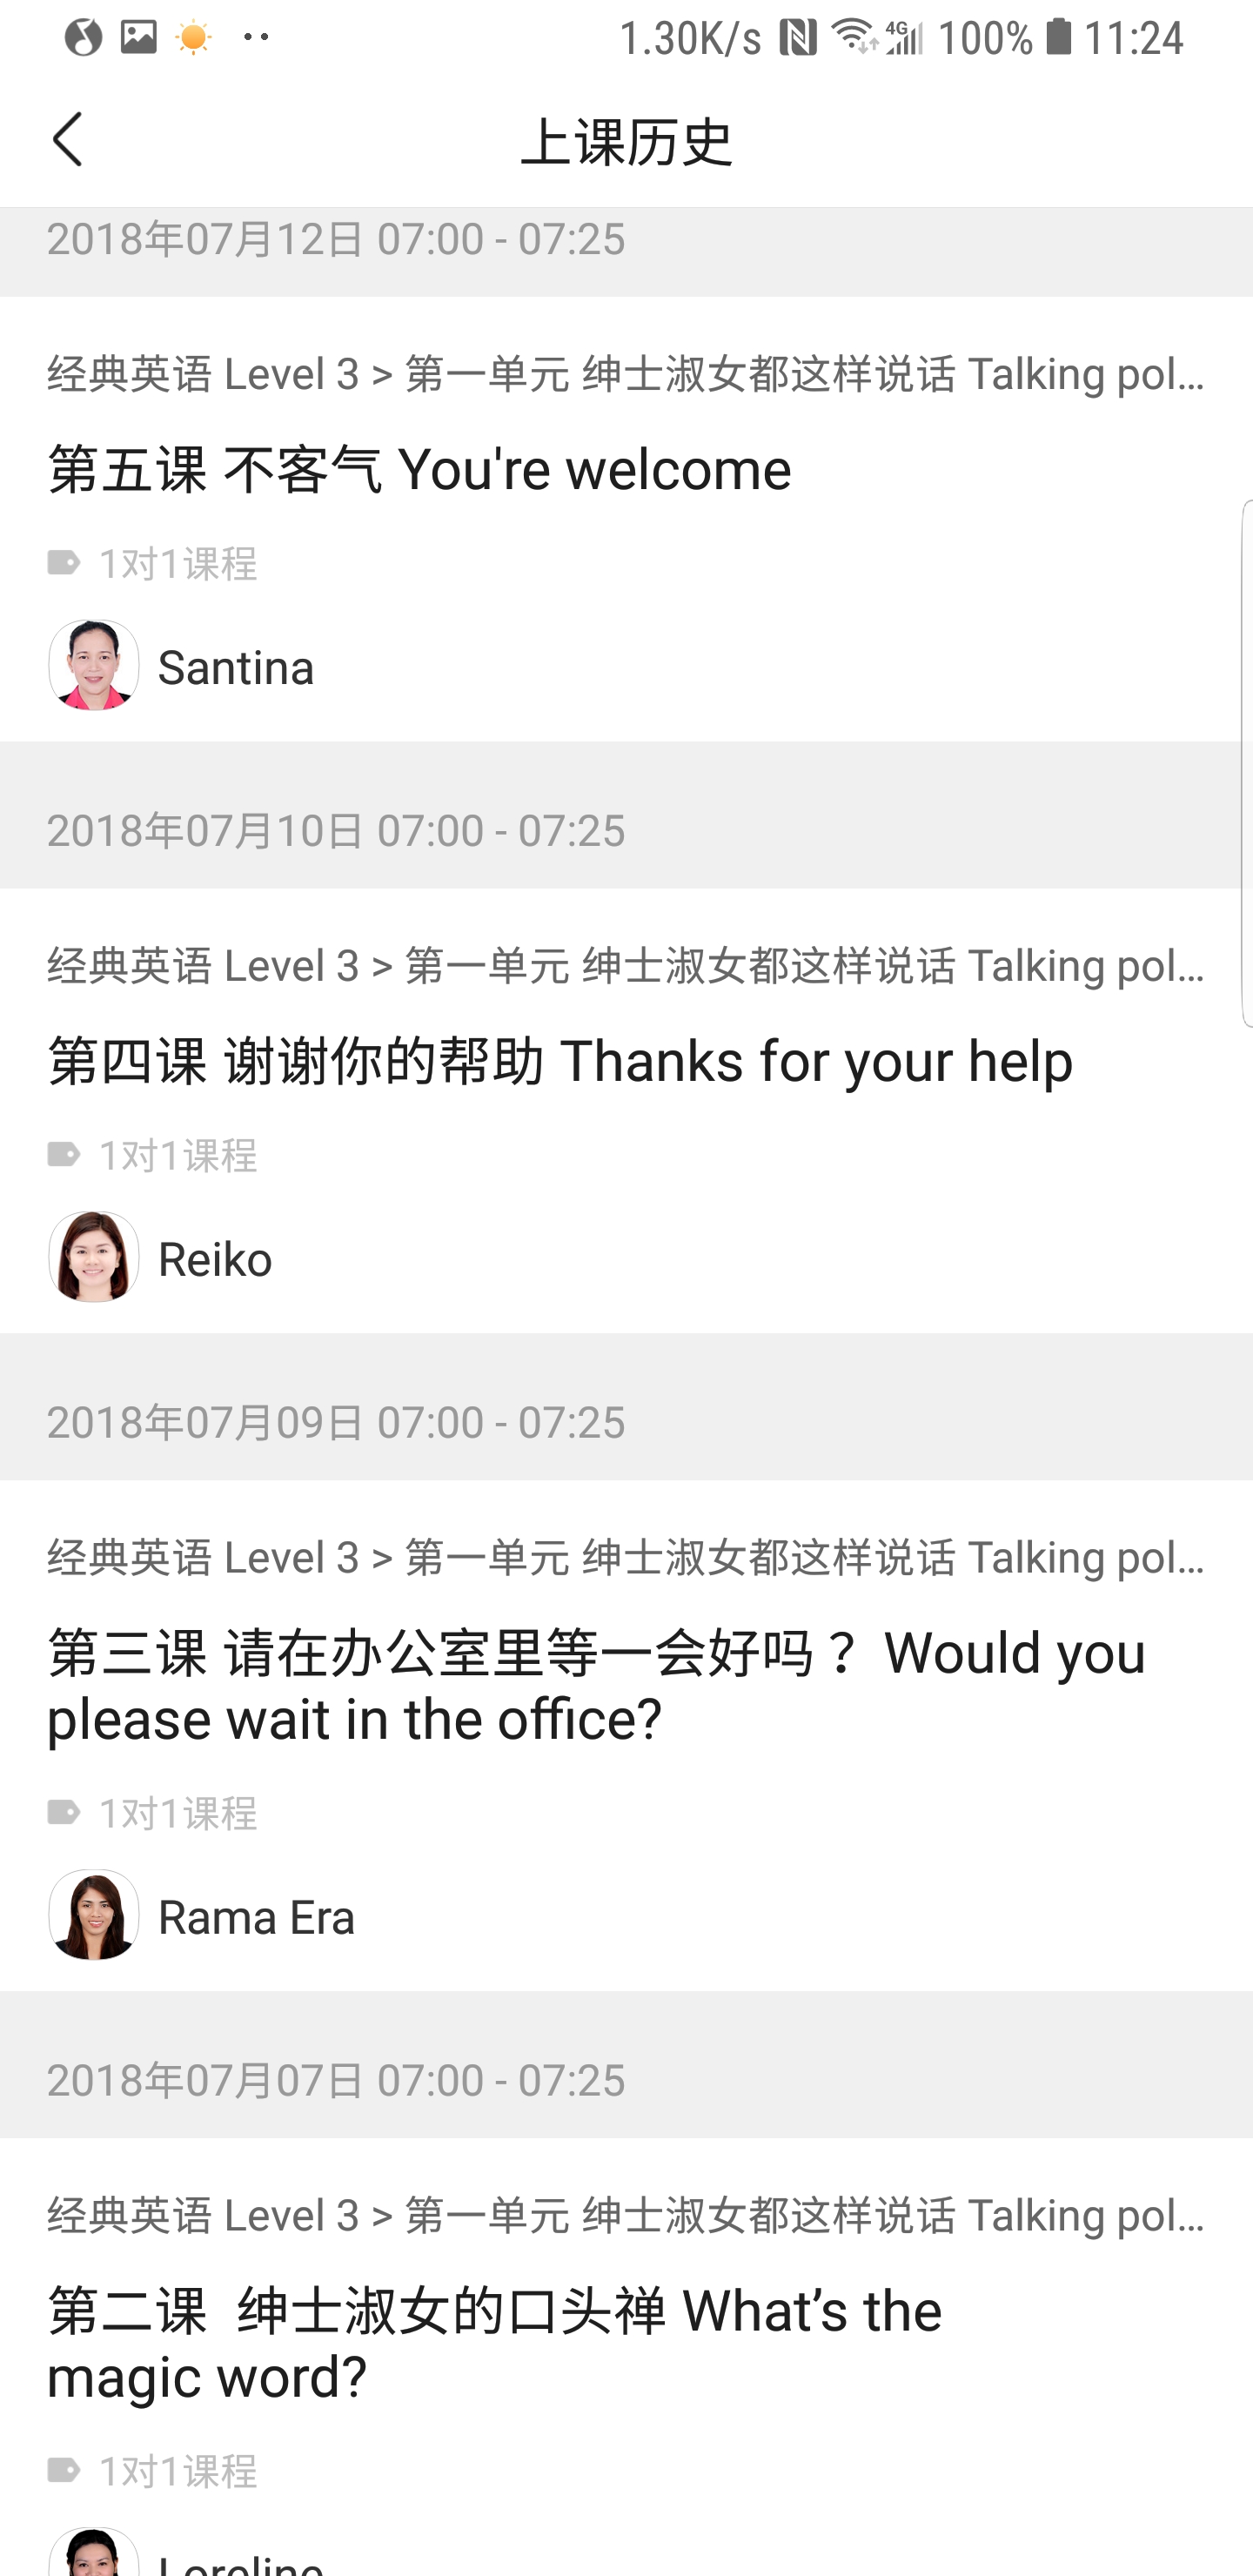 1.30K/s 4G 100% 11:24
上课历史
2018年07月12日 07:00 - 07:25
经典英语 Level 3 > 第一单元 绅士淑女都这样说话 Talking pol...
第五课 不客气 You're welcome
1对1课程
Santina
2018年07月10日 07:00 - 07:25
经典英语 Level 3 > 第一单元 绅士淑女都这样说话 Talking pol...
第四课 谢谢你的帮助 Thanks for your help
1对1课程
Reiko
2018年07月09日 07:00 - 07:25
经典英语 Level 3 > 第一单元 绅士淑女都这样说话 Talking pol...
第三课 请在办公室里等一会好吗？ Would you
please wait in the office?
1对1课程
Rama Era
2018年07月07日 07:00 - 07:25
经典英语 Level 3 > 第一单元 绅士淑女都这样说话 Talking pol...
第二课 绅士淑女的口头禅 What’s the
magic word?
1对1课程
Loreline